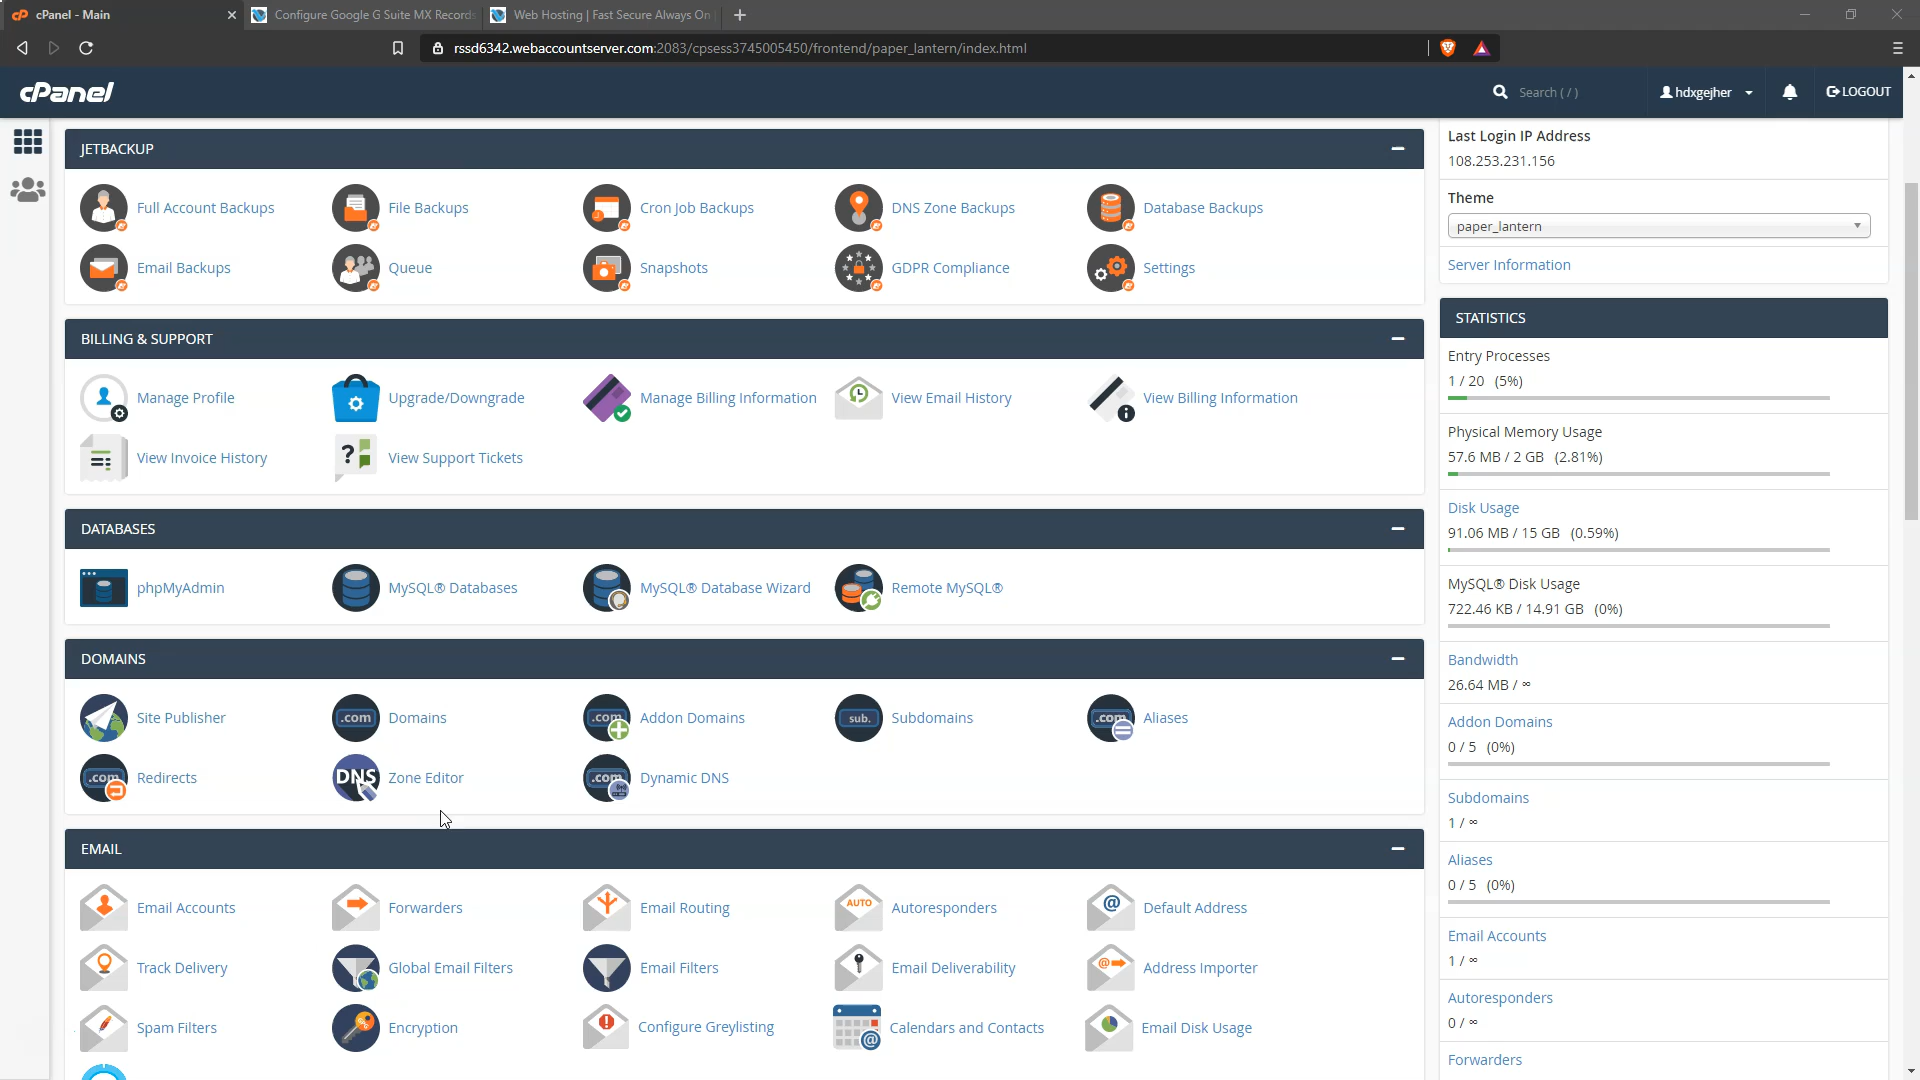 cPanel - Main
Configure Google G Suite MX Records
Web Hosting | Fast Secure Always On
rssd6342.webaccountserver.com:2083/cpsess3745005450/frontend/paper_lantern/index.html
cPanel
Search ( / )
hdxgejher
LOGOUT
JETBACKUP
Full Account Backups
File Backups
Cron Job Backups
DNS Zone Backups
Database Backups
Email Backups
Queue
Snapshots
GDPR Compliance
Settings
BILLING & SUPPORT
Manage Profile
Upgrade/Downgrade
Manage Billing Information
View Email History
View Billing Information
View Invoice History
View Support Tickets
DATABASES
phpMyAdmin
MySQL® Databases
MySQL® Database Wizard
Remote MySQL®
DOMAINS
Site Publisher
.com
Domains
.com
Addon Domains
sub.
Subdomains
.com
Aliases
.com
Redirects
DNS
Zone Editor
.com
Dynamic DNS
EMAIL
Email Accounts
Forwarders
Email Routing
AUTO
Autoresponders
Default Address
Track Delivery
Global Email Filters
Email Filters
Email Deliverability
Address Importer
Spam Filters
Encryption
Configure Greylisting
Calendars and Contacts
Email Disk Usage
Last Login IP Address
108.253.231.156
Theme
paper_lantern
Server Information
STATISTICS
Entry Processes
1 / 20 (5%)
Physical Memory Usage
57.6 MB / 2 GB (2.81%)
Disk Usage
91.06 MB / 15 GB (0.59%)
MySQL® Disk Usage
722.46 KB / 14.91 GB (0%)
Bandwidth
26.64 MB / ∞
Addon Domains
0 / 5 (0%)
Subdomains
1 / ∞
Aliases
0 / 5 (0%)
Email Accounts
1 / ∞
Autoresponders
0 / ∞
Forwarders